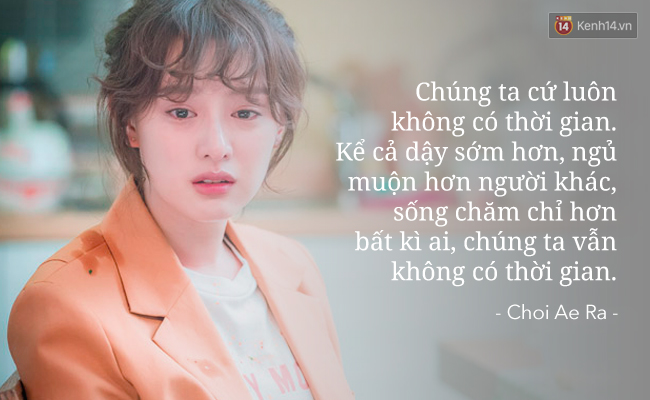 14
Kenh14.vn
Chúng ta cứ luôn
không có thời gian.
Kể cả dậy sớm hơn, ngủ
muộn hơn người khác,
sống chăm chỉ hơn
bất kì ai, chúng ta vẫn
không có thời gian.
- Choi Ae Ra -